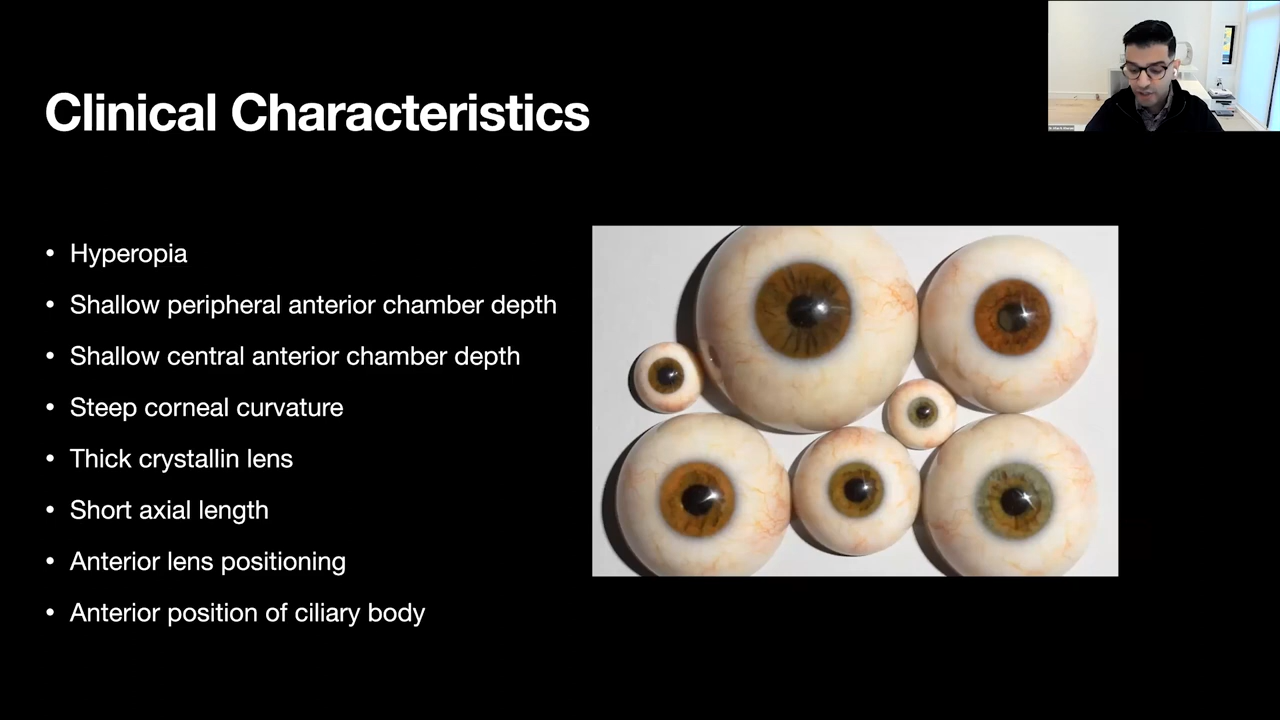 Clinical Characteristics
• Hyperopia
• Shallow peripheral anterior chamber depth
• Shallow central anterior chamber depth
• Steep corneal curvature
• Thick crystallin lens
• Short axial length
• Anterior lens positioning
• Anterior position of ciliary body